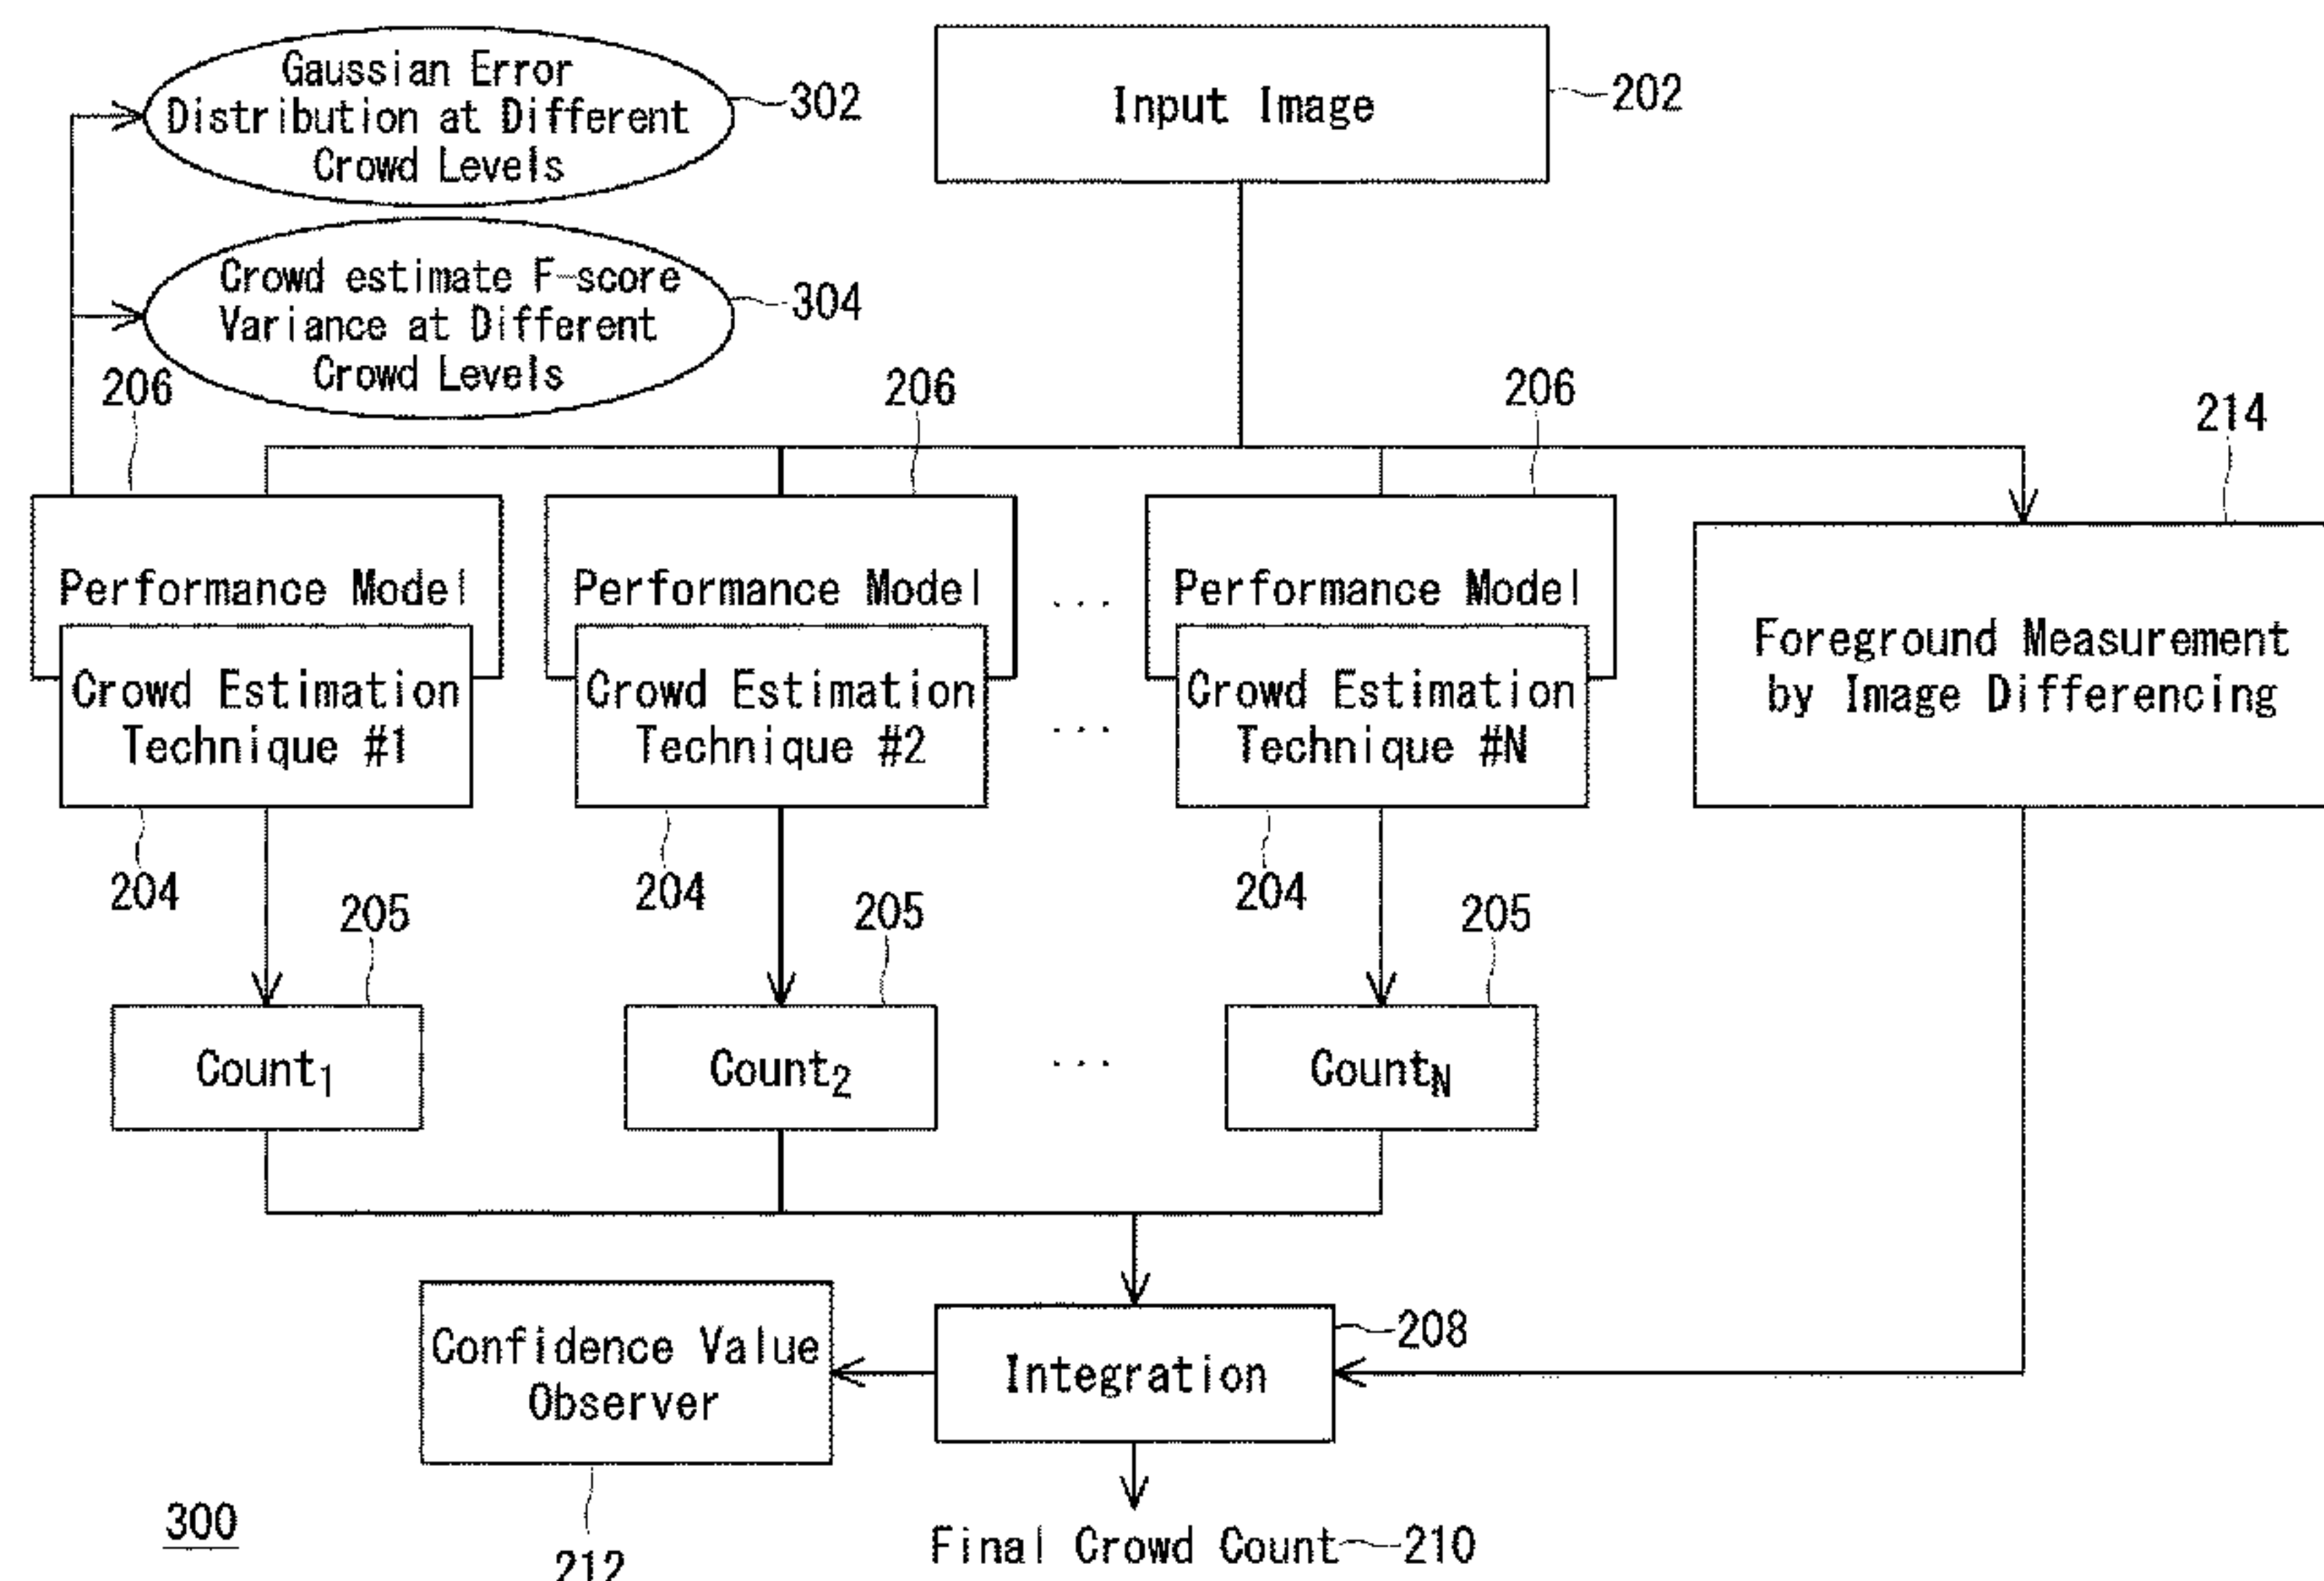 Gaussian Error
Distribution at Different
Crowd Levels
302
Input Image
202
Crowd estimate F-score
Variance at Different
Crowd Levels
304
206
206
206
214
Performance Model
Performance Model
...
Performance Model
Crowd Estimation
Technique #1
Crowd Estimation
Technique #2
...
Crowd Estimation
Technique #N
Foreground Measurement
by Image Differencing
204
204
204
205
205
205
Count₁
Count₂
...
Count_N
Confidence Value
Observer
Integration
208
300
212
Final Crowd Count
210